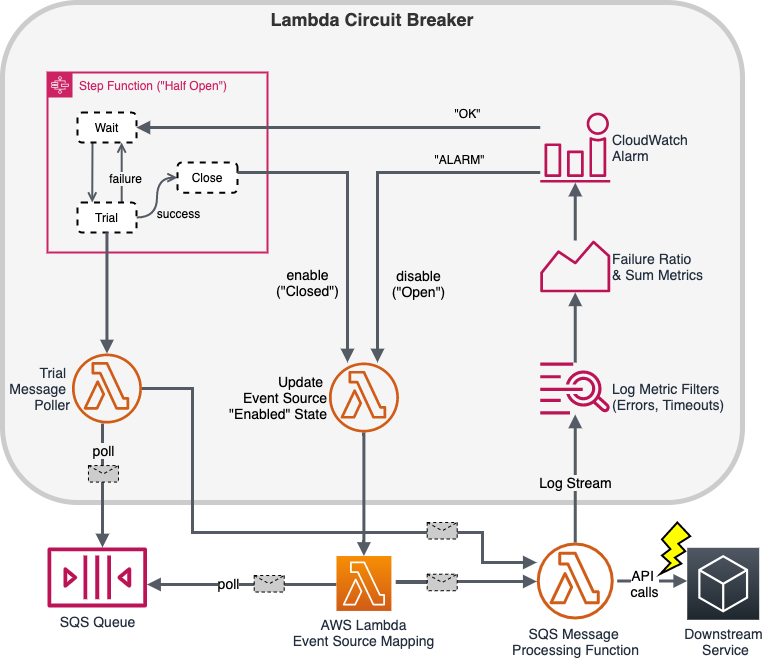 Lambda Circuit Breaker
Step Function ("Half Open")
Wait
failure
Close
Trial
success
"OK"
"ALARM"
CloudWatch
Alarm
enable
("Closed")
disable
("Open")
Failure Ratio
& Sum Metrics
Trial
Message
Poller
Update
Event Source
"Enabled" State
Log Metric Filters
(Errors, Timeouts)
poll
Log Stream
SQS Queue
poll
AWS Lambda
Event Source Mapping
SQS Message
Processing Function
API
calls
Downstream
Service